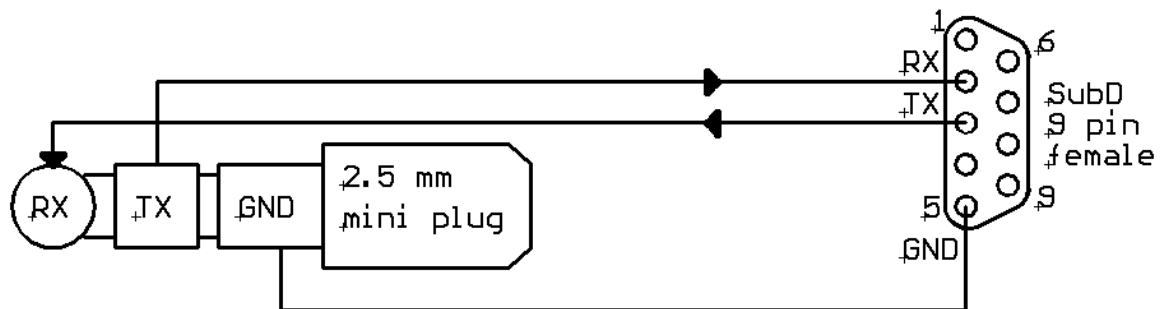 1
6
RX
TX
SubD
9 pin
female
RX
TX
GND
2.5 mm
mini plug
5
9
GND